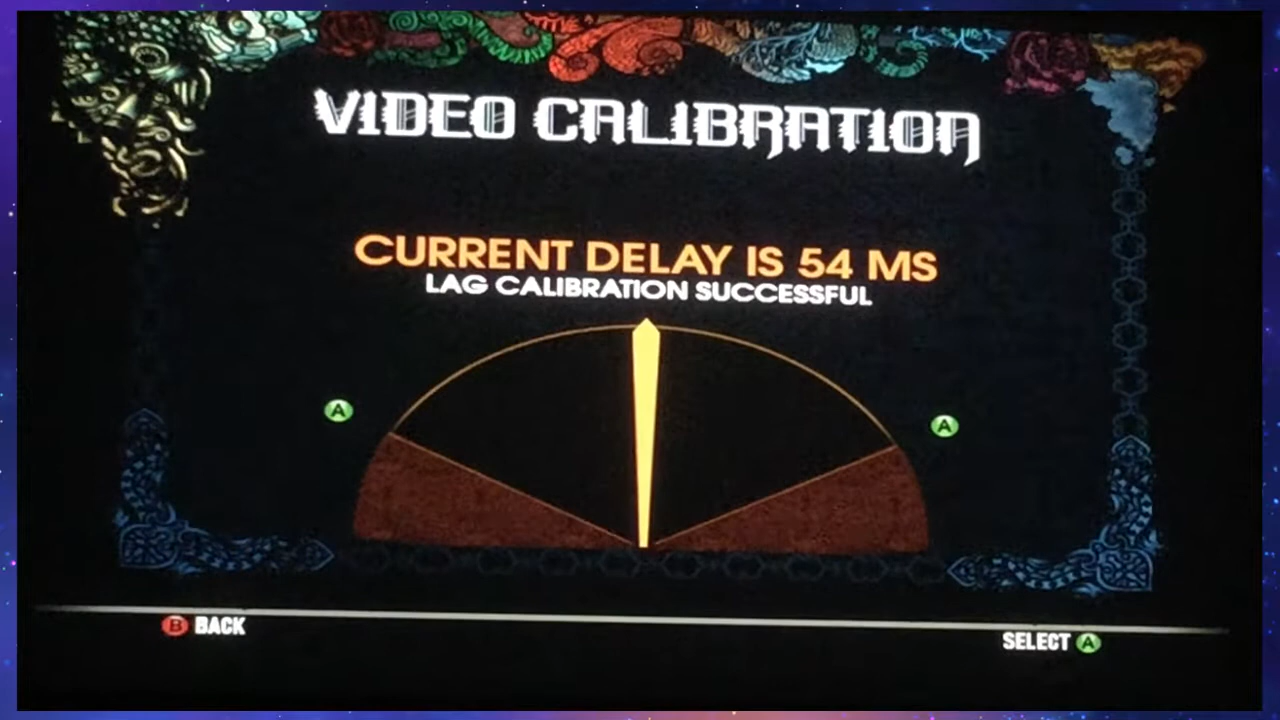 VIDEO CALIBRATION
CURRENT DELAY IS 54 MS
LAG CALIBRATION SUCCESSFUL
A
A
B BACK
SELECT A